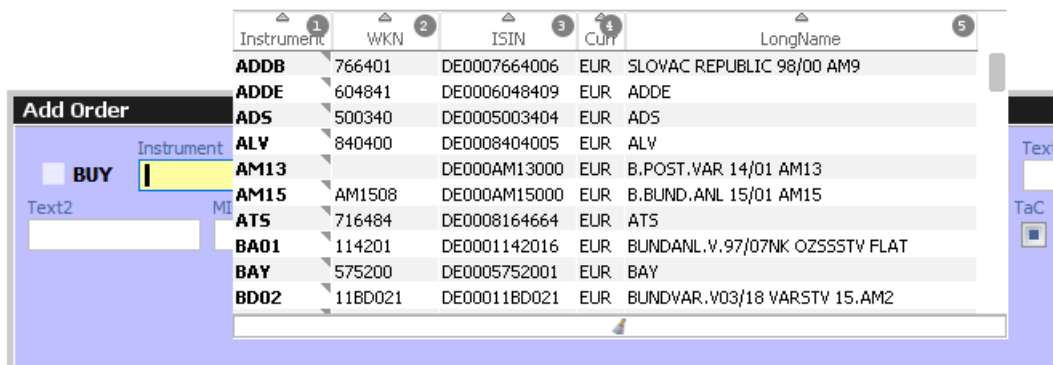 1 2 3 4 5
Instrument WKN ISIN Curr LongName
ADDB 766401 DE0007664006 EUR SLOVAC REPUBLIC 98/00 AM9
ADDE 604841 DE0006048409 EUR ADDE
ADS 500340 DE0005003404 EUR ADS
ALV 840400 DE0008404005 EUR ALV
AM13 DE000AM13000 EUR B.POST.VAR 14/01 AM13
AM15 AM1508 DE000AM15000 EUR B.BUND.ANL 15/01 AM15
ATS 716484 DE0008164664 EUR ATS
BA01 114201 DE0001142016 EUR BUNDANL.V.97/07NK OZSSSTV FLAT
BAY 575200 DE0005752001 EUR BAY
BD02 11BD021 DE00011BD021 EUR BUNDVAR.V03/18 VARSTV 15.AM2
Add Order
Instrument Text
BUY
Text2 MI TaC